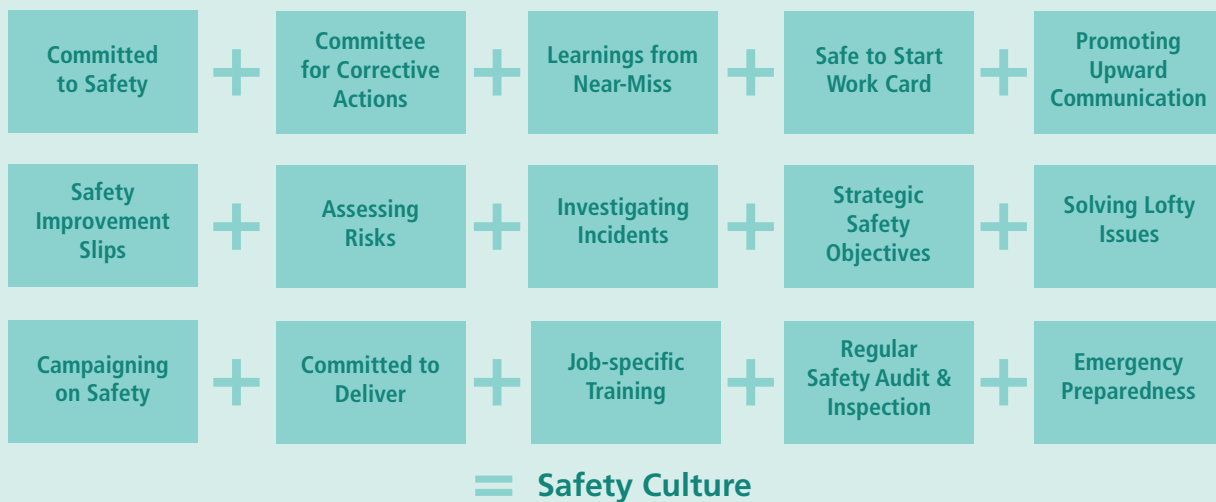 Committed
to Safety
+
Committee
for Corrective
Actions
+
Learnings from
Near-Miss
+
Safe to Start
Work Card
+
Promoting
Upward
Communication
Safety
Improvement
Slips
+
Assessing
Risks
+
Investigating
Incidents
+
Strategic
Safety
Objectives
+
Solving Lofty
Issues
Campaigning
on Safety
+
Committed to
Deliver
+
Job-specific
Training
+
Regular
Safety Audit &
Inspection
+
Emergency
Preparedness
= Safety Culture